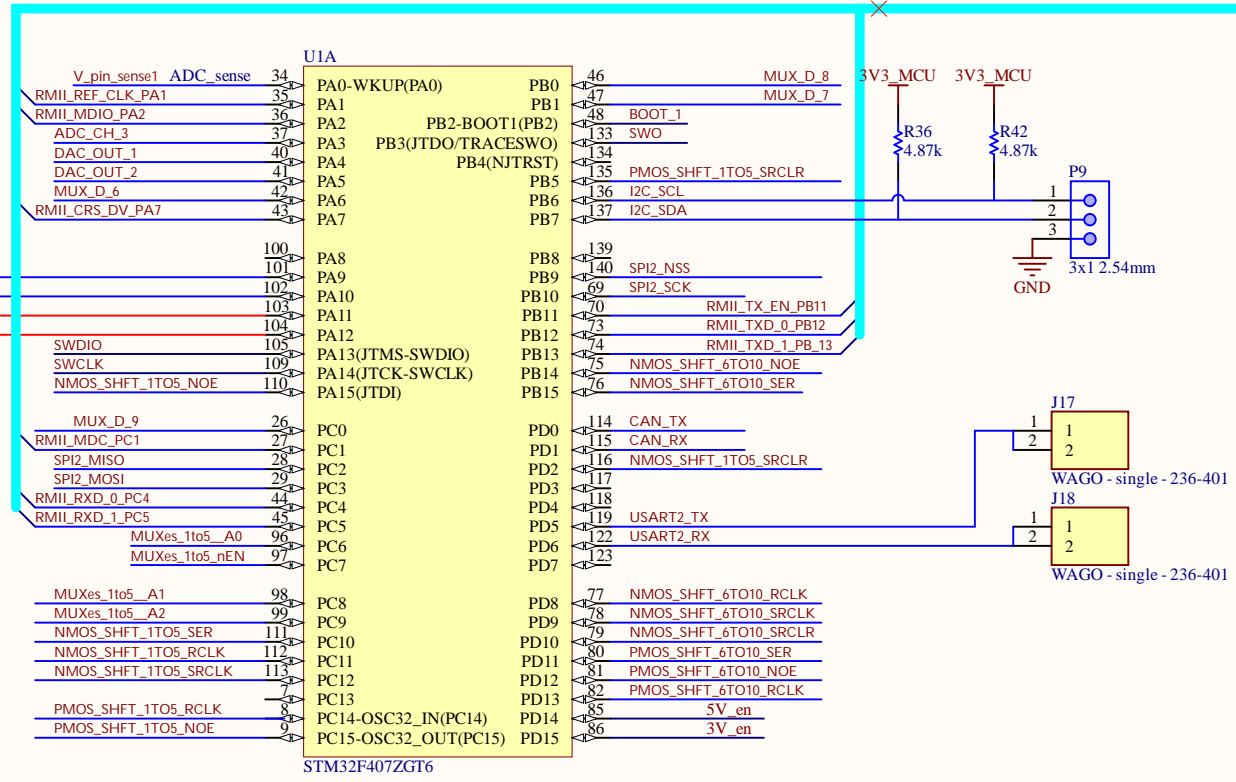 U1A
V_pin_sense1 ADC_sense 34 PA0-WKUP(PA0) PB0 46 MUX_D_8
RMII_REF_CLK_PA1 35 PA1 PB1 47 MUX_D_7
RMII_MDIO_PA2 36 PA2 PB2-BOOT1(PB2) 48 BOOT_1
ADC_CH_3 37 PA3 PB3(JTDO/TRACESWO) 133 SWO
DAC_OUT_1 40 PA4 PB4(NJTRST) 134
DAC_OUT_2 41 PA5 PB5 135 PMOS_SHFT_1TO5_SRCLR
MUX_D_6 42 PA6 PB6 136 I2C_SCL
RMII_CRS_DV_PA7 43 PA7 PB7 137 I2C_SDA
3V3_MCU 3V3_MCU
R36 R42
4.87k 4.87k
P9
1
2
3
3x1 2.54mm
GND
100 PA8 PB8 139
101 PA9 PB9 140 SPI2_NSS
102 PA10 PB10 69 SPI2_SCK
103 PA11 PB11 70 RMII_TX_EN_PB11
104 PA12 PB12 73 RMII_TXD_0_PB12
SWDIO 105 PA13(JTMS-SWDIO) PB13 74 RMII_TXD_1_PB_13
SWCLK 109 PA14(JTCK-SWCLK) PB14 75 NMOS_SHFT_6TO10_NOE
NMOS_SHFT_1TO5_NOE 110 PA15(JTDI) PB15 76 NMOS_SHFT_6TO10_SER
MUX_D_9 26 PC0 PD0 114 CAN_TX
RMII_MDC_PC1 27 PC1 PD1 115 CAN_RX
SPI2_MISO 28 PC2 PD2 116 NMOS_SHFT_1TO5_SRCLR
SPI2_MOSI 29 PC3 PD3 117
RMII_RXD_0_PC4 44 PC4 PD4 118
RMII_RXD_1_PC5 45 PC5 PD5 119 USART2_TX
MUXes_1to5__A0 96 PC6 PD6 122 USART2_RX
MUXes_1to5_nEN 97 PC7 PD7 123
J17
1 1
2 2
WAGO - single - 236-401
J18
1 1
2 2
WAGO - single - 236-401
MUXes_1to5__A1 98 PC8 PD8 77 NMOS_SHFT_6TO10_RCLK
MUXes_1to5__A2 99 PC9 PD9 78 NMOS_SHFT_6TO10_SRCLK
NMOS_SHFT_1TO5_SER 111 PC10 PD10 79 NMOS_SHFT_6TO10_SRCLR
NMOS_SHFT_1TO5_RCLK 112 PC11 PD11 80 PMOS_SHFT_6TO10_SER
NMOS_SHFT_1TO5_SRCLK 113 PC12 PD12 81 PMOS_SHFT_6TO10_NOE
7 PC13 PD13 82 PMOS_SHFT_6TO10_RCLK
PMOS_SHFT_1TO5_RCLK 8 PC14-OSC32_IN(PC14) PD14 85 5V_en
PMOS_SHFT_1TO5_NOE 9 PC15-OSC32_OUT(PC15) PD15 86 3V_en
STM32F407ZGT6